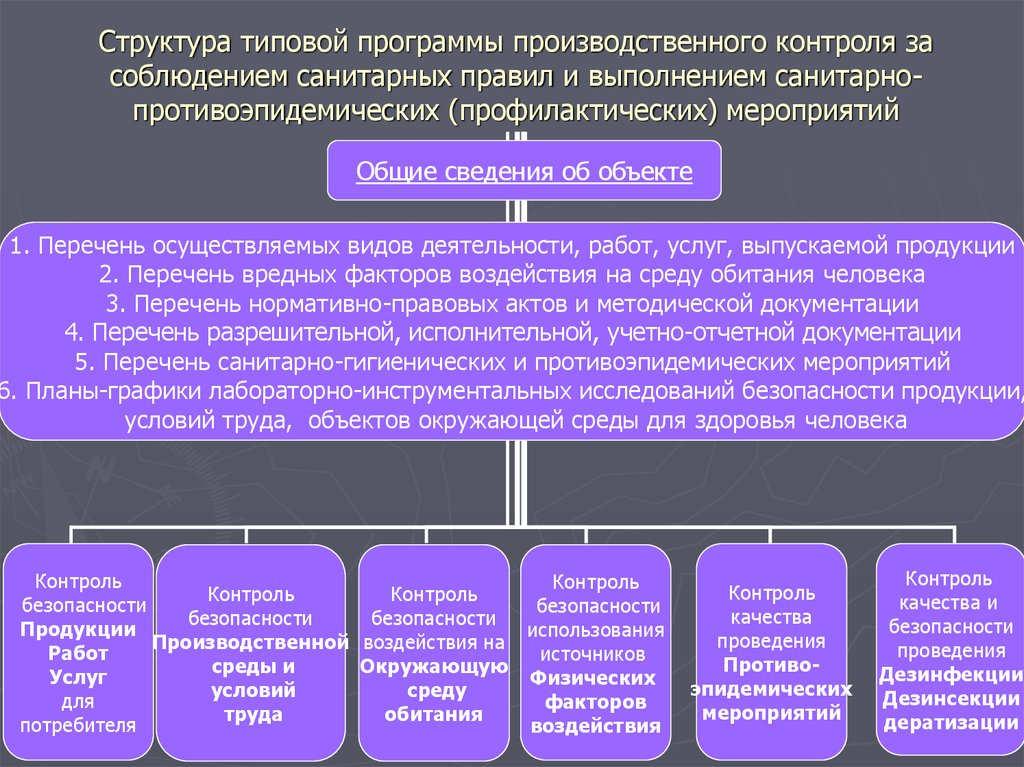 Структура типовой программы производственного контроля за
соблюдением санитарных правил и выполнением санитарно-
противоэпидемических (профилактических) мероприятий
Общие сведения об объекте
1. Перечень осуществляемых видов деятельности, работ, услуг, выпускаемой продукции
2. Перечень вредных факторов воздействия на среду обитания человека
3. Перечень нормативно-правовых актов и методической документации
4. Перечень разрешительной, исполнительной, учетно-отчетной документации
5. Перечень санитарно-гигиенических и противоэпидемических мероприятий
6. Планы-графики лабораторно-инструментальных исследований безопасности продукции,
условий труда, объектов окружающей среды для здоровья человека
Контроль
безопасности
Продукции
Работ
Услуг
для
потребителя
Контроль
безопасности
Производственной
среды и
условий
труда
Контроль
безопасности
воздействия на
Окружающую
среду
обитания
Контроль
безопасности
использования
источников
Физических
факторов
воздействия
Контроль
качества
проведения
Противо-
эпидемических
мероприятий
Контроль
качества и
безопасности
проведения
Дезинфекции
Дезинсекции
дератизации
N
NW
NE